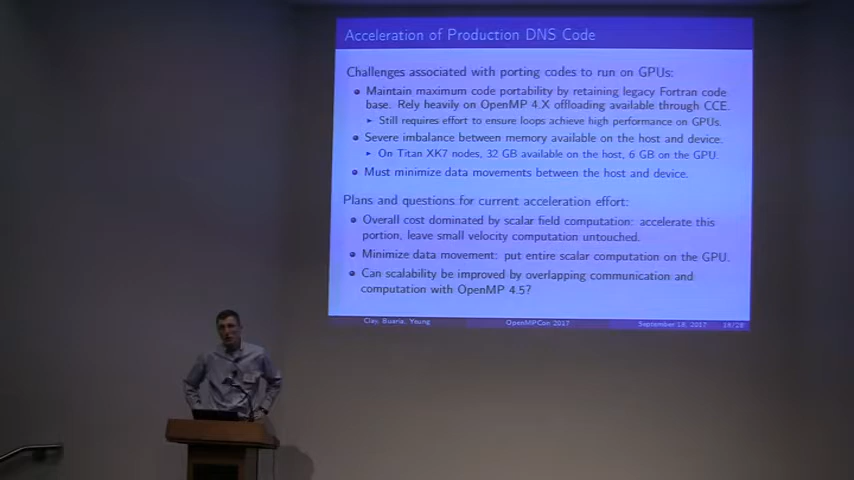 Acceleration of Production DNS Code
Challenges associated with porting codes to run on GPUs:
Maintain maximum code portability by retaining legacy Fortran code
base. Rely heavily on OpenMP 4.X offloading available through CCE.
Still requires effort to ensure loops achieve high performance on GPUs.
Severe imbalance between memory available on the host and device.
On Titan XK7 nodes, 32 GB available on the host, 6 GB on the GPU.
Must minimize data movements between the host and device.
Plans and questions for current acceleration effort:
Overall cost dominated by scalar field computation: accelerate this
portion, leave small velocity computation untouched.
Minimize data movement: put entire scalar computation on the GPU.
Can scalability be improved by overlapping communication and
computation with OpenMP 4.5?
Clay, Buaria, Yeung OpenMPCon 2017 September 18, 2017 18/28